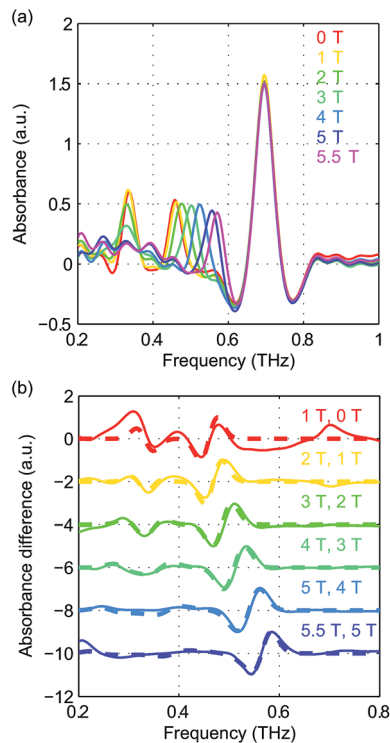 (a)
2
0 T
1 T
2 T
3 T
4 T
5 T
5.5 T
1.5
1
0.5
0
−0.5
Absorbance (a.u.)
0.2 0.4 0.6 0.8 1
Frequency (THz)
(b)
2
0
−2
−4
−6
−8
−10
−12
Absorbance difference (a.u.)
1 T, 0 T
2 T, 1 T
3 T, 2 T
4 T, 3 T
5 T, 4 T
5.5 T, 5 T
0.2 0.4 0.6 0.8
Frequency (THz)